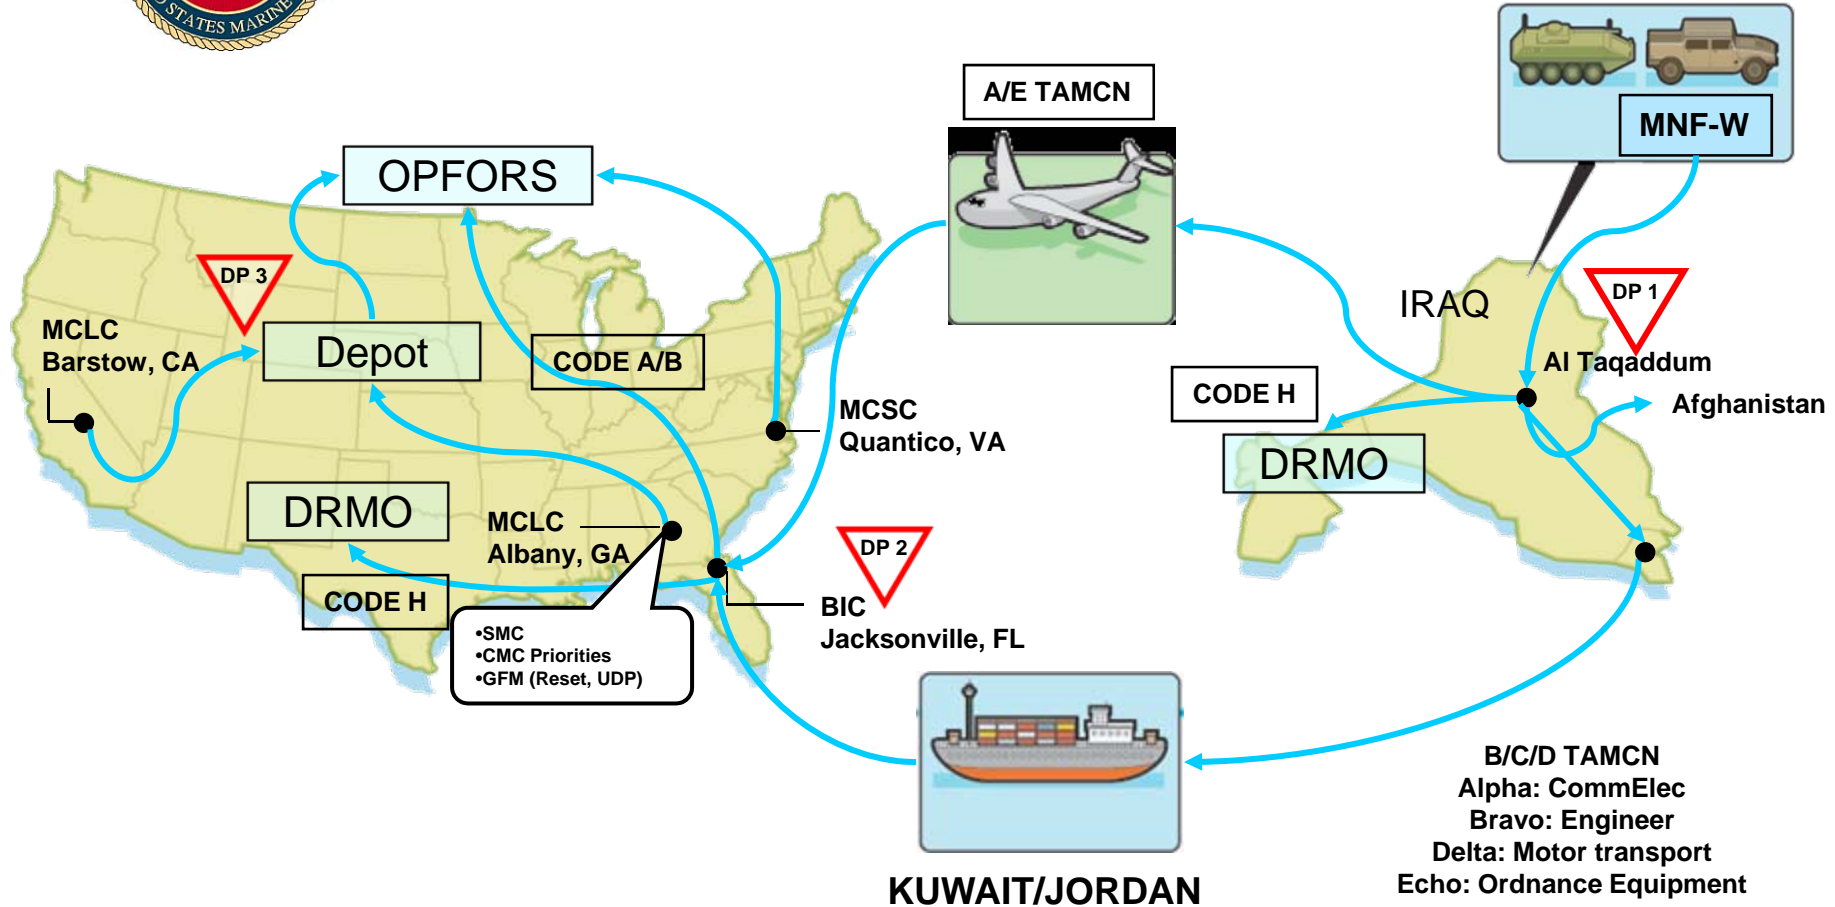 STATES MARINE
A/E TAMCN
MNF-W
OPFORS
DP 3
MCLC
Barstow, CA
Depot
CODE A/B
MCSC
Quantico, VA
IRAQ
DP 1
Al Taqaddum
Afghanistan
CODE H
DRMO
DRMO
MCLC
Albany, GA
CODE H
•SMC
•CMC Priorities
•GFM (Reset, UDP)
DP 2
BIC
Jacksonville, FL
KUWAIT/JORDAN
B/C/D TAMCN
Alpha: CommElec
Bravo: Engineer
Delta: Motor transport
Echo: Ordnance Equipment